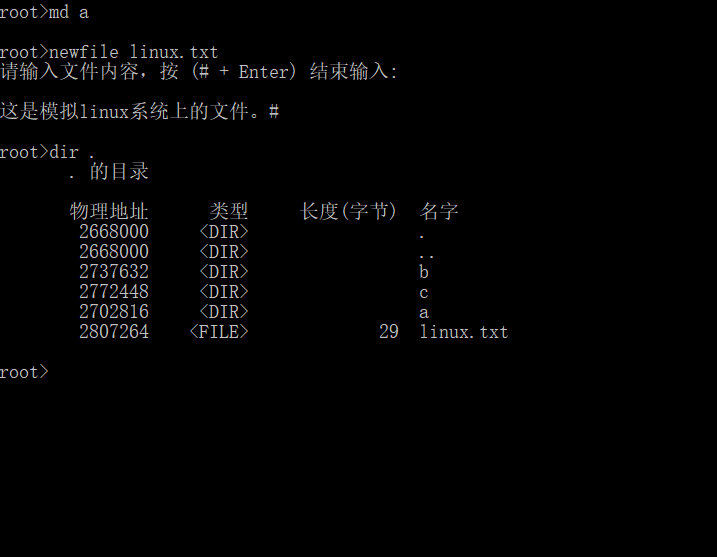 root>md a
root>newfile linux.txt
请输入文件内容，按 (# + Enter) 结束输入:
这是模拟linux系统上的文件。#
root>dir .
. 的目录
物理地址 类型 长度(字节) 名字
2668000 <DIR> .
2668000 <DIR> ..
2737632 <DIR> b
2772448 <DIR> c
2702816 <DIR> a
2807264 <FILE> 29 linux.txt
root>